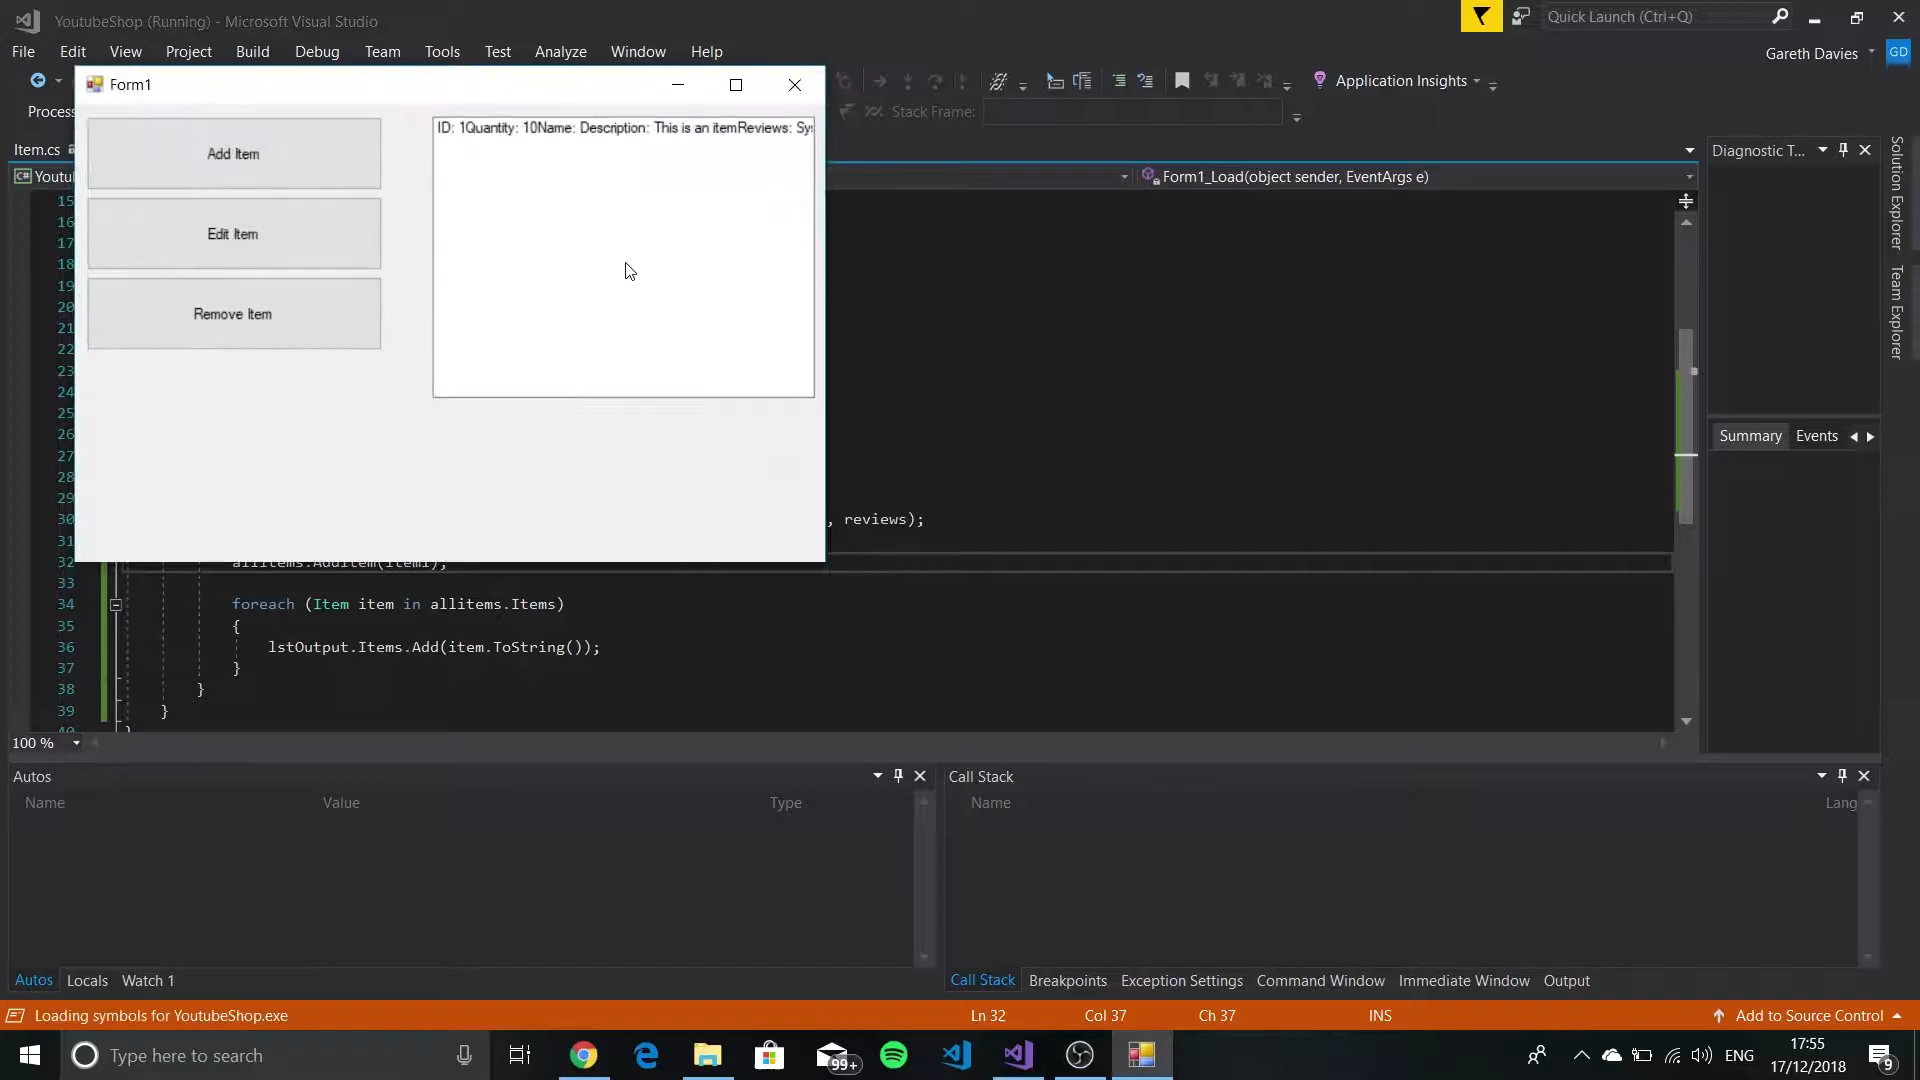 YoutubeShop (Running) - Microsoft Visual Studio
Quick Launch (Ctrl+Q)
File Edit View Project Build Debug Team Tools Test Analyze Window Help
Gareth Davies GD
Form1
Application Insights
Process
Stack Frame:
ID: 1Quantity: 10Name: Description: This is an itemReviews: Sys
Add Item
Edit Item
Remove Item
Item.cs
Diagnostic T...
Form1_Load(object sender, EventArgs e)
Solution Explorer
Team Explorer
15
16
17
18
19
20
21
22
23
24
25
26
27
28
29
30 , reviews);
31
32 allitems.AddItem(item1);
33
34 foreach (Item item in allitems.Items)
35 {
36 lstOutput.Items.Add(item.ToString());
37 }
38 }
39 }
40 }
Summary Events
100 %
Autos
Name Value Type
Call Stack
Name Lang
Autos Locals Watch 1
Call Stack Breakpoints Exception Settings Command Window Immediate Window Output
Loading symbols for YoutubeShop.exe
Ln 32 Col 37 Ch 37 INS
Add to Source Control
Type here to search
99+
ENG
17:55
17/12/2018
9